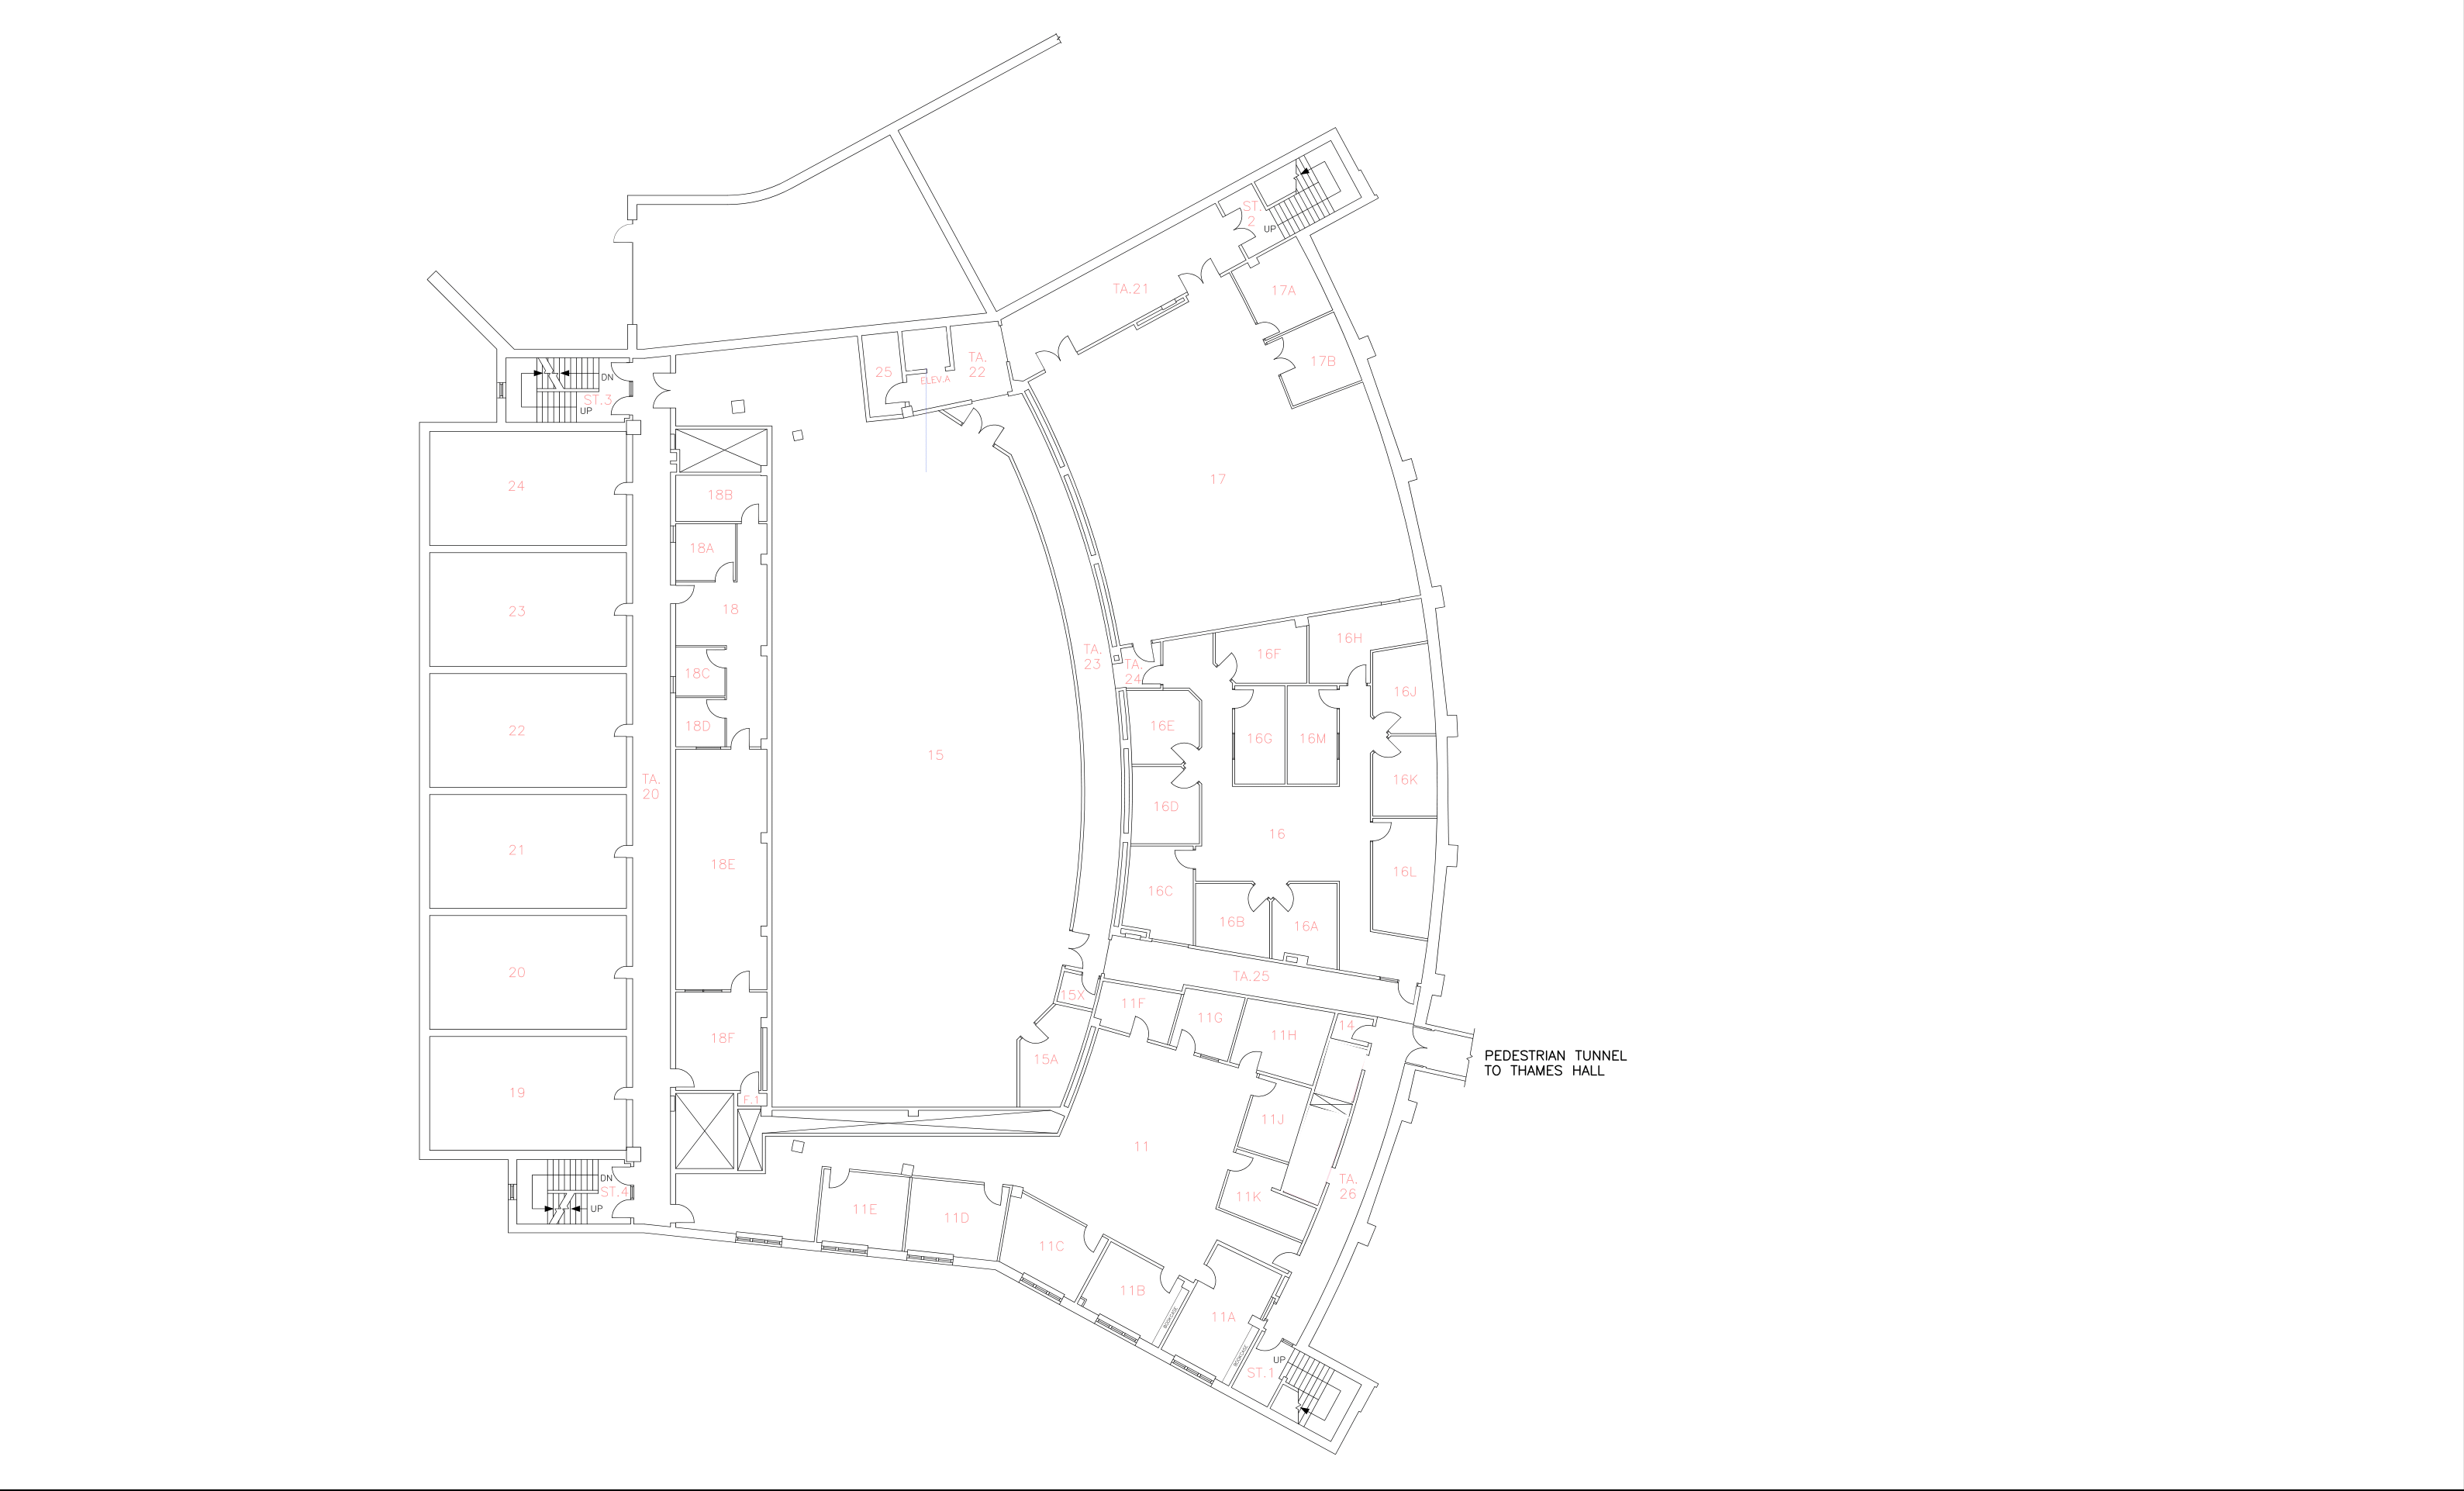 ST.
2
UP
TA.21
17A
17B
TA.
22
25
ELEV.A
DN
ST.3
UP
24
18B
17
18A
23
18
TA.
23
TA.
24
16F
16H
18C
16J
18D
16E
22
16G
16M
15
TA.
20
16K
16D
16
21
18E
16L
16C
16B
16A
20
TA.25
15X
11F
11G
14
11H
18F
15A
PEDESTRIAN TUNNEL
TO THAMES HALL
19
F.1
11J
11
DN
ST.4
UP
TA.
26
11K
11E
11D
11C
11B
BOOKCASE
11A
BOOKCASE
UP
ST.1